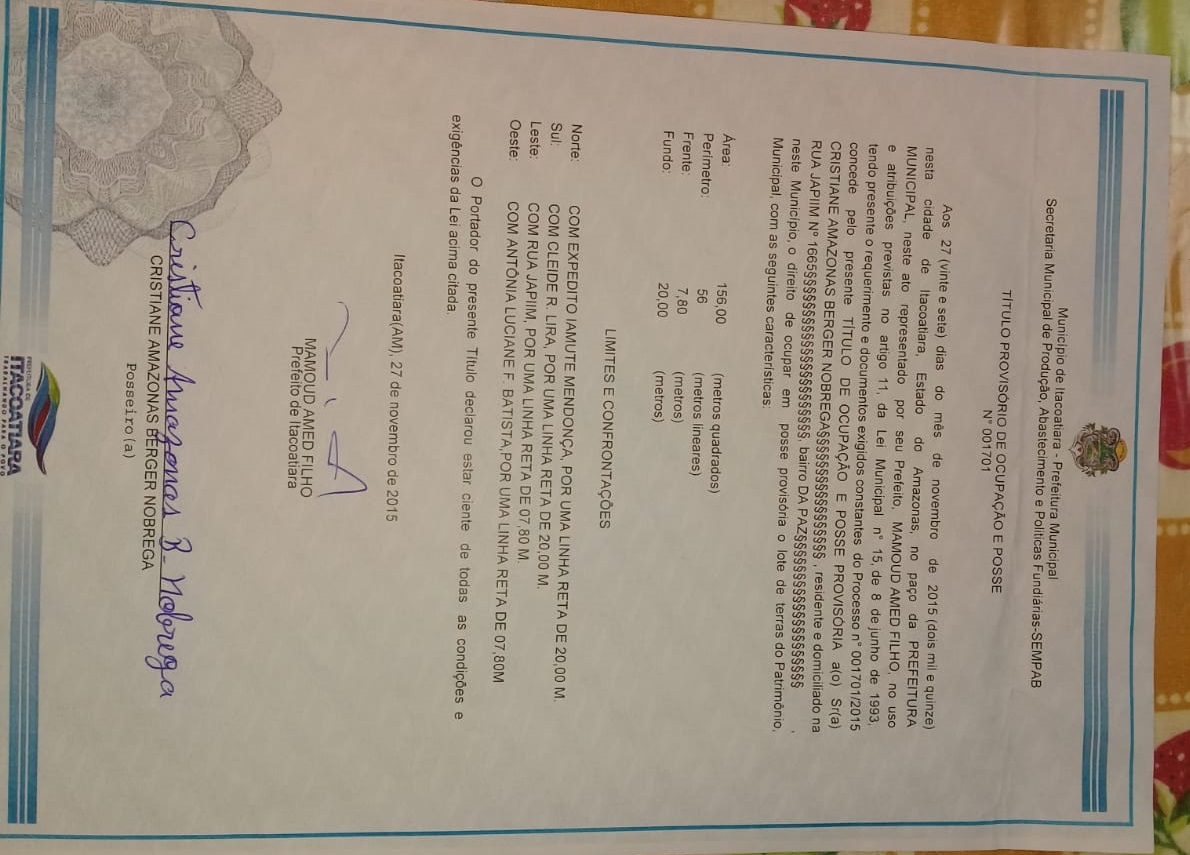 Município de Itacoatiara - Prefeitura Municipal
Secretaria Municipal de Produção, Abastecimento e Políticas Fundiárias-SEMPAB
TÍTULO PROVISÓRIO DE OCUPAÇÃO E POSSE
N° 001701
Aos 27 (vinte e sete) dias do mês de novembro de 2015 (dois mil e quinze)
nesta cidade de Itacoatiara, Estado do Amazonas, no paço da PREFEITURA
MUNICIPAL, neste ato representado por seu Prefeito, MAMOUD AMED FILHO, no uso
e atribuições previstas no artigo 11, da Lei Municipal n° 15, de 8 de junho de 1993,
tendo presente o requerimento e documentos exigidos constantes do Processo n° 001701/2015
concede pelo presente TÍTULO DE OCUPAÇÃO E POSSE PROVISÓRIA a(o) Sr(a)
CRISTIANE AMAZONAS BERGER NOBREGA§§§§§§§§§§§§§§§§§§§§ , residente e domiciliado na
RUA JAPIIM Nº 1665§§§§§§§§§§§§§§§§§§§§§§§§§§§§§, bairro DA PAZ§§§§§§§§§§§§§§§§§§§§§§ ,
neste Município, o direito de ocupar em posse provisória o lote de terras do Patrimônio,
Municipal, com as seguintes características:
Área: 156,00 (metros quadrados)
Perímetro: 56 (metros lineares)
Frente: 7,80 (metros)
Fundo: 20,00 (metros)
LIMITES E CONFRONTAÇÕES
Norte: COM EXPEDITO IAMUTE MENDONÇA, POR UMA LINHA RETA DE 20,00 M.
Sul: COM CLEIDE R. LIRA, POR UMA LINHA RETA DE 20,00 M.
Leste: COM RUA JAPIIM, POR UMA LINHA RETA DE 07,80 M.
Oeste: COM ANTÔNIA LUCIANE F. BATISTA,POR UMA LINHA RETA DE 07,80M
O Portador do presente Título declarou estar ciente de todas as condições e
exigências da Lei acima citada.
Itacoatiara(AM), 27 de novembro de 2015
MAMOUD AMED FILHO
Prefeito de Itacoatiara
Cristiane Amazonas B. Nobrega
CRISTIANE AMAZONAS BERGER NOBREGA
Posseiro(a)
PREFEITURA DE
ITACOATIARA
TRABALHANDO PARA O POVO